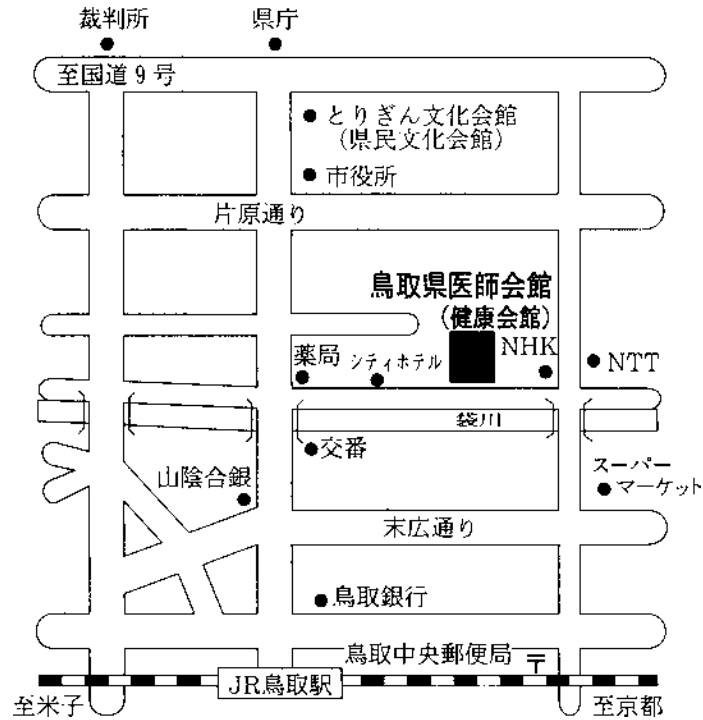 裁判所
県庁
至国道9号
とりぎん文化会館
(県民文化会館)
市役所
片原通り
鳥取県医師会館
(健康会館)
薬局
シティホテル
NHK
NTT
袋川
交番
山陰合銀
スーパー
マーケット
末広通り
鳥取銀行
鳥取中央郵便局 〒
JR鳥取駅
至米子
至京都